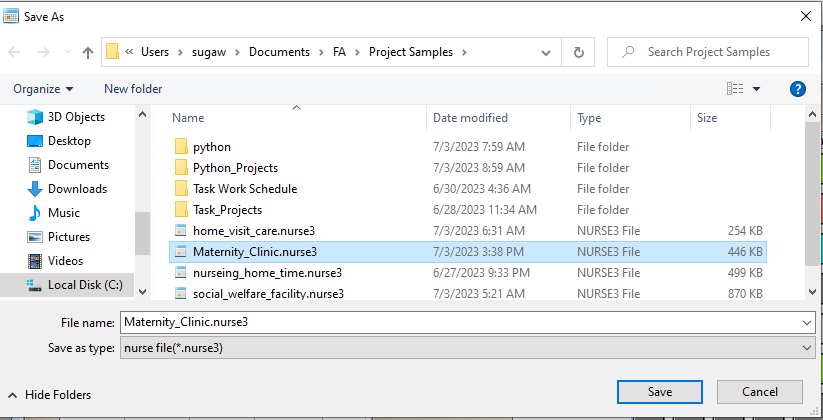 Save As
« Users › sugaw › Documents › FA › Project Samples ›
Search Project Samples
Organize
New folder
?
3D Objects
Desktop
Documents
Downloads
Music
Pictures
Videos
Local Disk (C:)
Name Date modified Type Size
python 7/3/2023 7:59 AM File folder
Python_Projects 7/3/2023 8:59 AM File folder
Task Work Schedule 6/30/2023 4:36 AM File folder
Task_Projects 6/28/2023 11:34 AM File folder
home_visit_care.nurse3 7/3/2023 6:31 AM NURSE3 File 254 KB
Maternity_Clinic.nurse3 7/3/2023 3:38 PM NURSE3 File 446 KB
nurseing_home_time.nurse3 6/27/2023 9:33 PM NURSE3 File 499 KB
social_welfare_facility.nurse3 7/3/2023 5:21 AM NURSE3 File 870 KB
File name: Maternity_Clinic.nurse3
Save as type: nurse file(*.nurse3)
Hide Folders
Save
Cancel